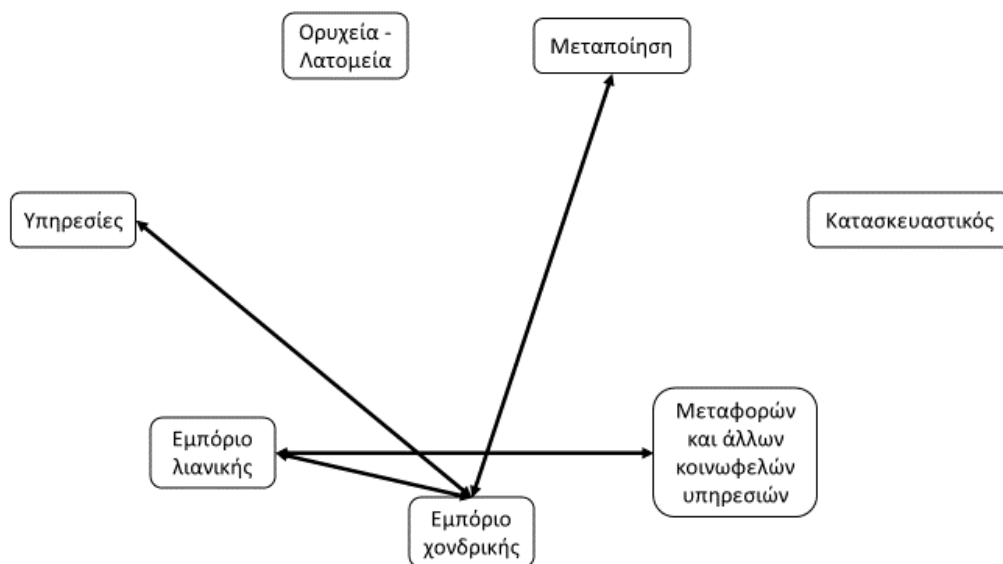 Ορυχεία -
Λατομεία
Μεταποίηση
Υπηρεσίες
Κατασκευαστικός
Εμπόριο
λιανικής
Μεταφορών
και άλλων
κοινωφελών
υπηρεσιών
Εμπόριο
χονδρικής